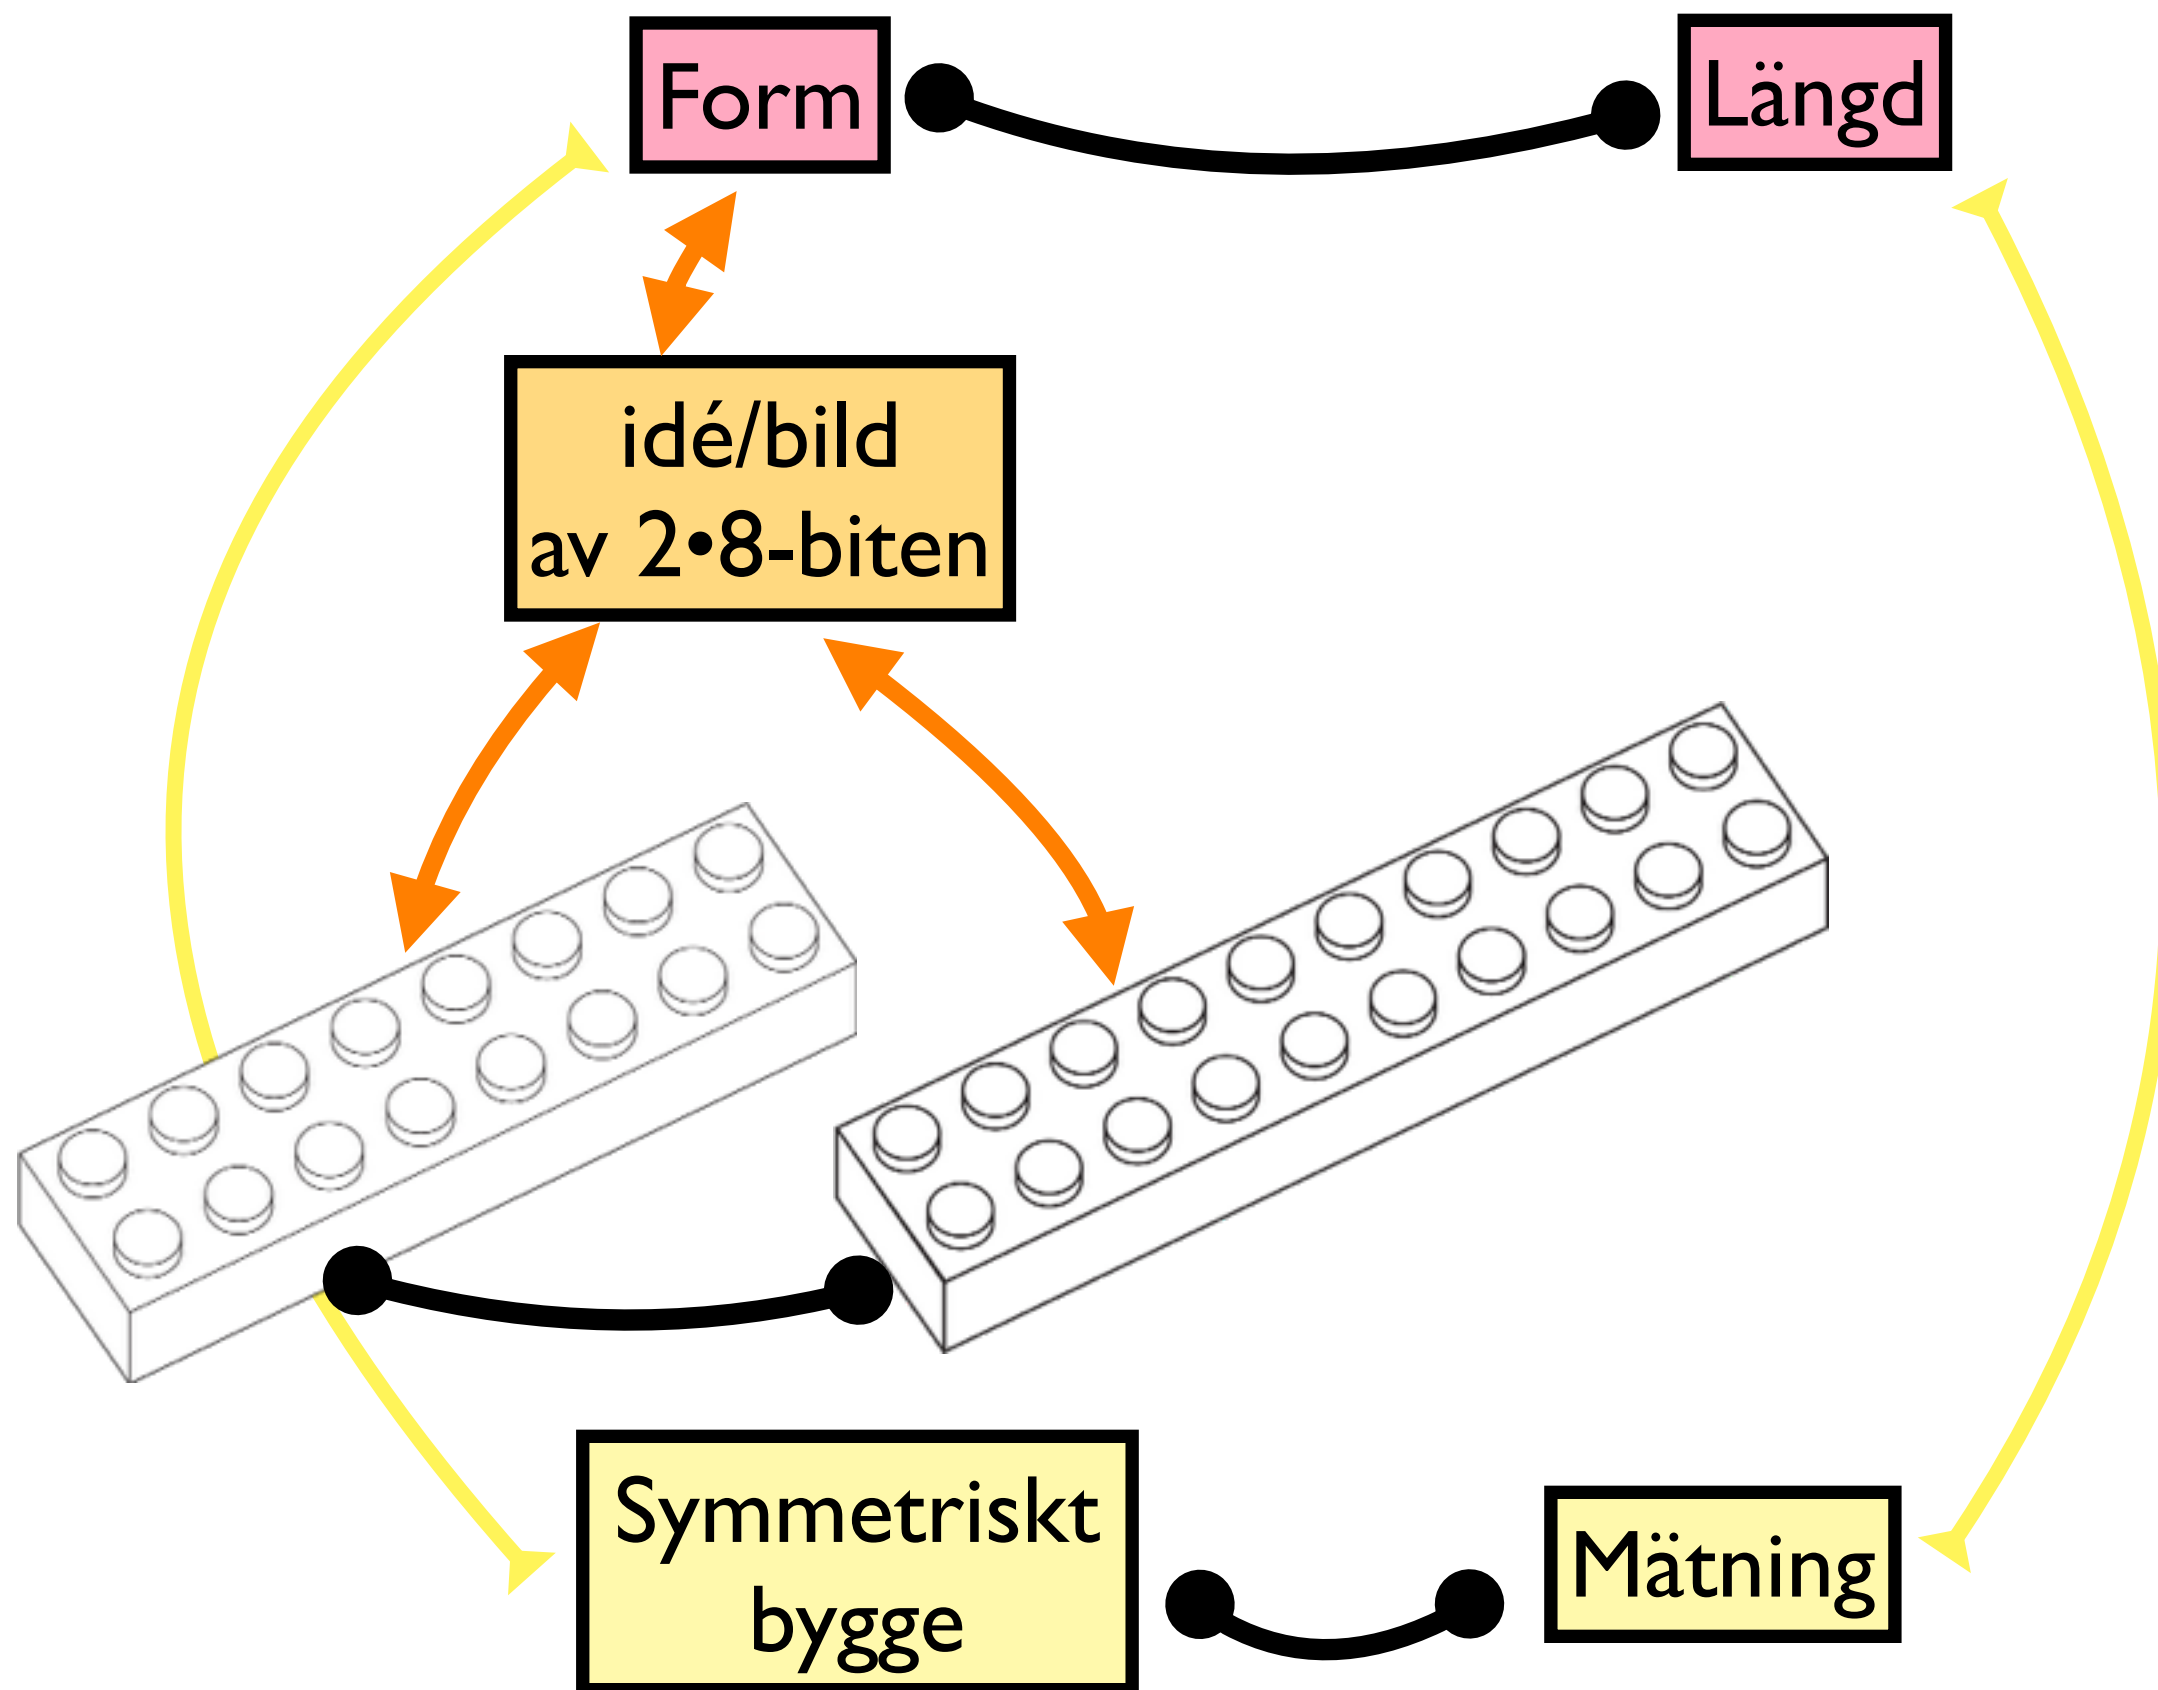 Form
Längd
idé/bild
av 2•8-biten
Symmetriskt
bygge
Mätning